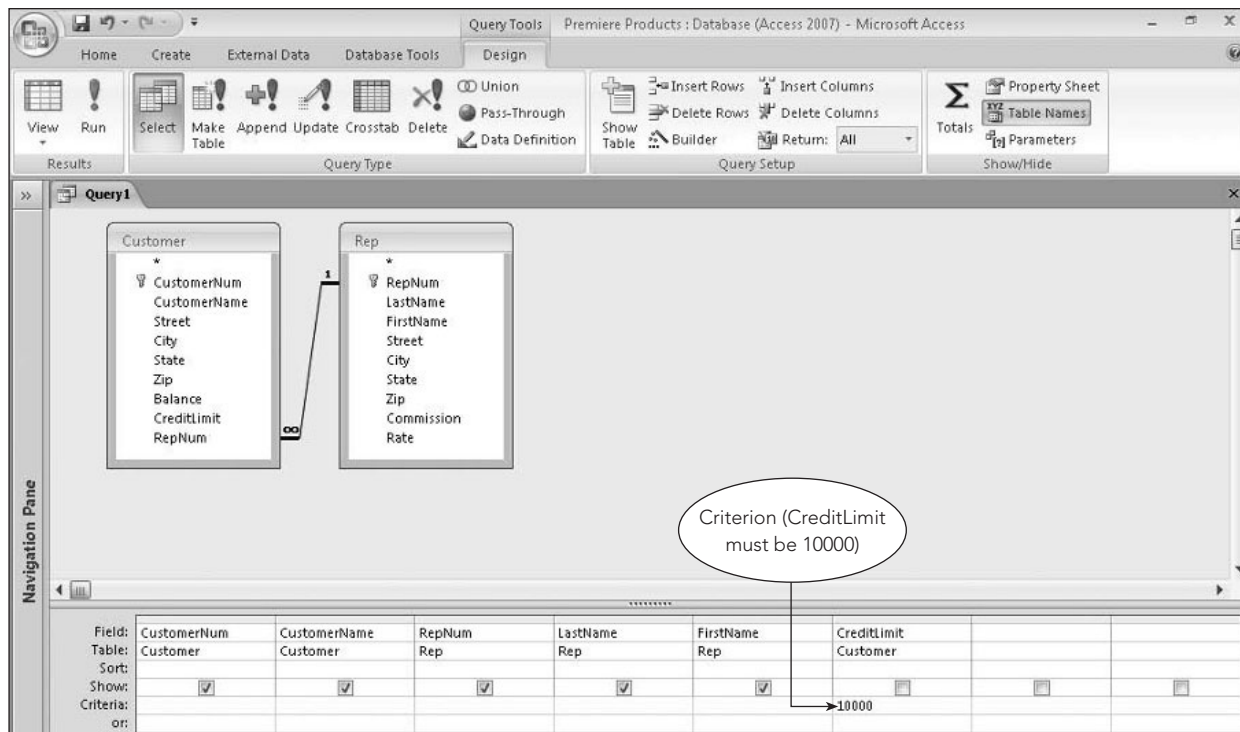 Query Tools
Premiere Products : Database (Access 2007) - Microsoft Access
Home Create External Data Database Tools Design
View
Run
Results
Select
Make Table
Append
Update
Crosstab
Delete
Union
Pass-Through
Data Definition
Query Type
Show Table
Insert Rows
Delete Rows
Builder
Insert Columns
Delete Columns
Return: All
Query Setup
Σ
Totals
Property Sheet
XYZ Table Names
[?] Parameters
Show/Hide
»
Query1
Navigation Pane
Customer
*
CustomerNum
CustomerName
Street
City
State
Zip
Balance
CreditLimit
RepNum
1
∞
Rep
*
RepNum
LastName
FirstName
Street
City
State
Zip
Commission
Rate
Criterion (CreditLimit
must be 10000)
Field: CustomerNum CustomerName RepNum LastName FirstName CreditLimit
Table: Customer Customer Rep Rep Rep Customer
Sort:
Show:
Criteria: 10000
or: